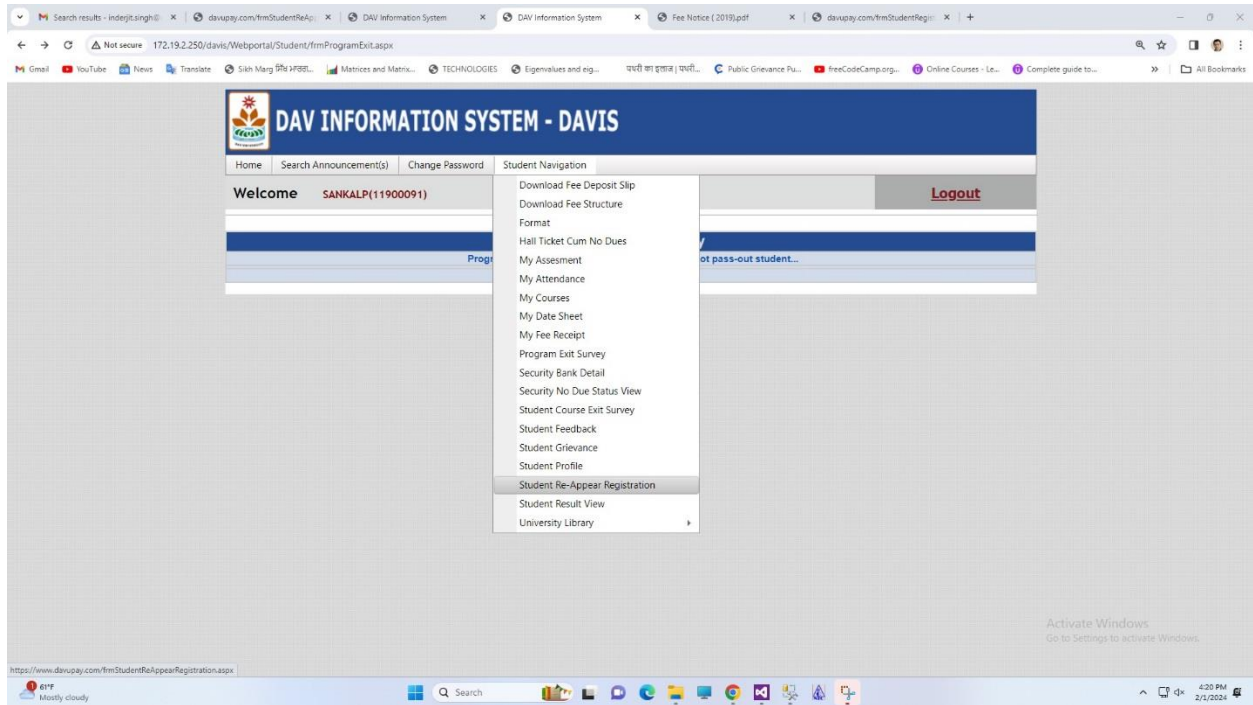 Search results - inderjit.singh@ davupay.com/frmStudentReAp DAV Information System DAV Information System Fee Notice ( 2019).pdf davupay.com/frmStudentRegis
Not secure 172.19.2.250/davis/Webportal/Student/frmProgramExit.aspx
Gmail YouTube News Translate Sikh Marg Matrices and Matrix... TECHNOLOGIES Eigenvalues and eig... पथरी का इलाज | पथरी... Public Grievance Pu... freeCodeCamp.org... Online Courses - Le... Complete guide to... » All Bookmarks
DAV INFORMATION SYSTEM - DAVIS
Home Search Announcement(s) Change Password Student Navigation
Welcome SANKALP(11900091) Logout
Download Fee Deposit Slip
Download Fee Structure
Format
Hall Ticket Cum No Dues
y
My Assesment
Progr ot pass-out student...
My Attendance
My Courses
My Date Sheet
My Fee Receipt
Program Exit Survey
Security Bank Detail
Security No Due Status View
Student Course Exit Survey
Student Feedback
Student Grievance
Student Profile
Student Re-Appear Registration
Student Result View
University Library
Activate Windows
Go to Settings to activate Windows.
https://www.davupay.com/frmStudentReAppearRegistration.aspx
61°F
Mostly cloudy
Search
4:20 PM
2/1/2024